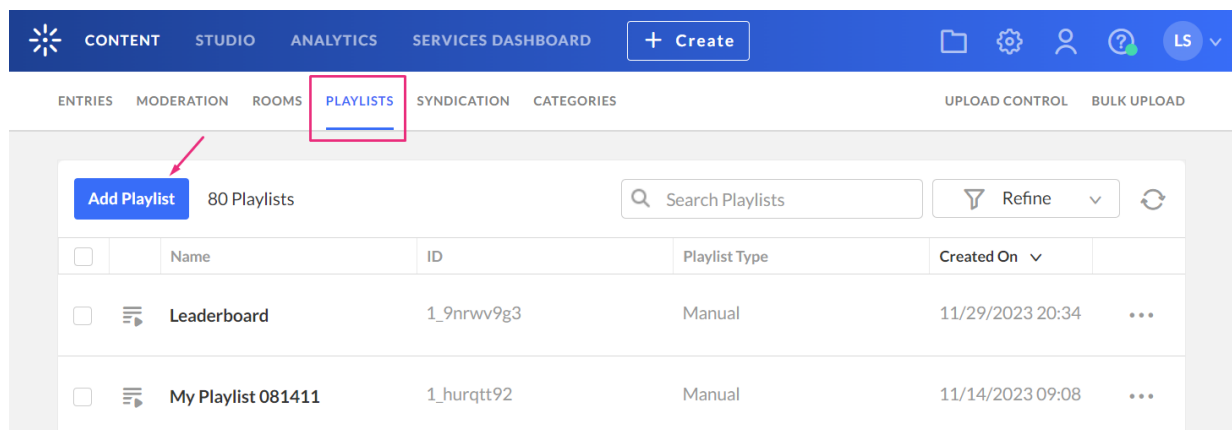 CONTENT STUDIO ANALYTICS SERVICES DASHBOARD + Create LS
ENTRIES MODERATION ROOMS PLAYLISTS SYNDICATION CATEGORIES UPLOAD CONTROL BULK UPLOAD
Add Playlist 80 Playlists Search Playlists Refine
Name ID Playlist Type Created On
Leaderboard 1_9nrwv9g3 Manual 11/29/2023 20:34
My Playlist 081411 1_hurqtt92 Manual 11/14/2023 09:08